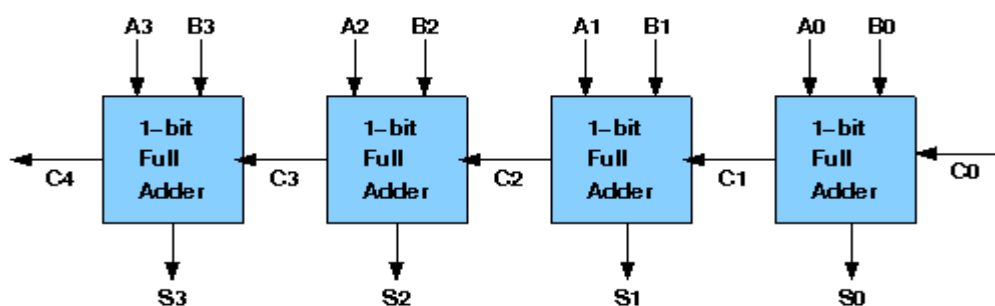 A3 B3 A2 B2 A1 B1 A0 B0
1-bit Full Adder
1-bit Full Adder
1-bit Full Adder
1-bit Full Adder
C4 C3 C2 C1 C0
S3 S2 S1 S0